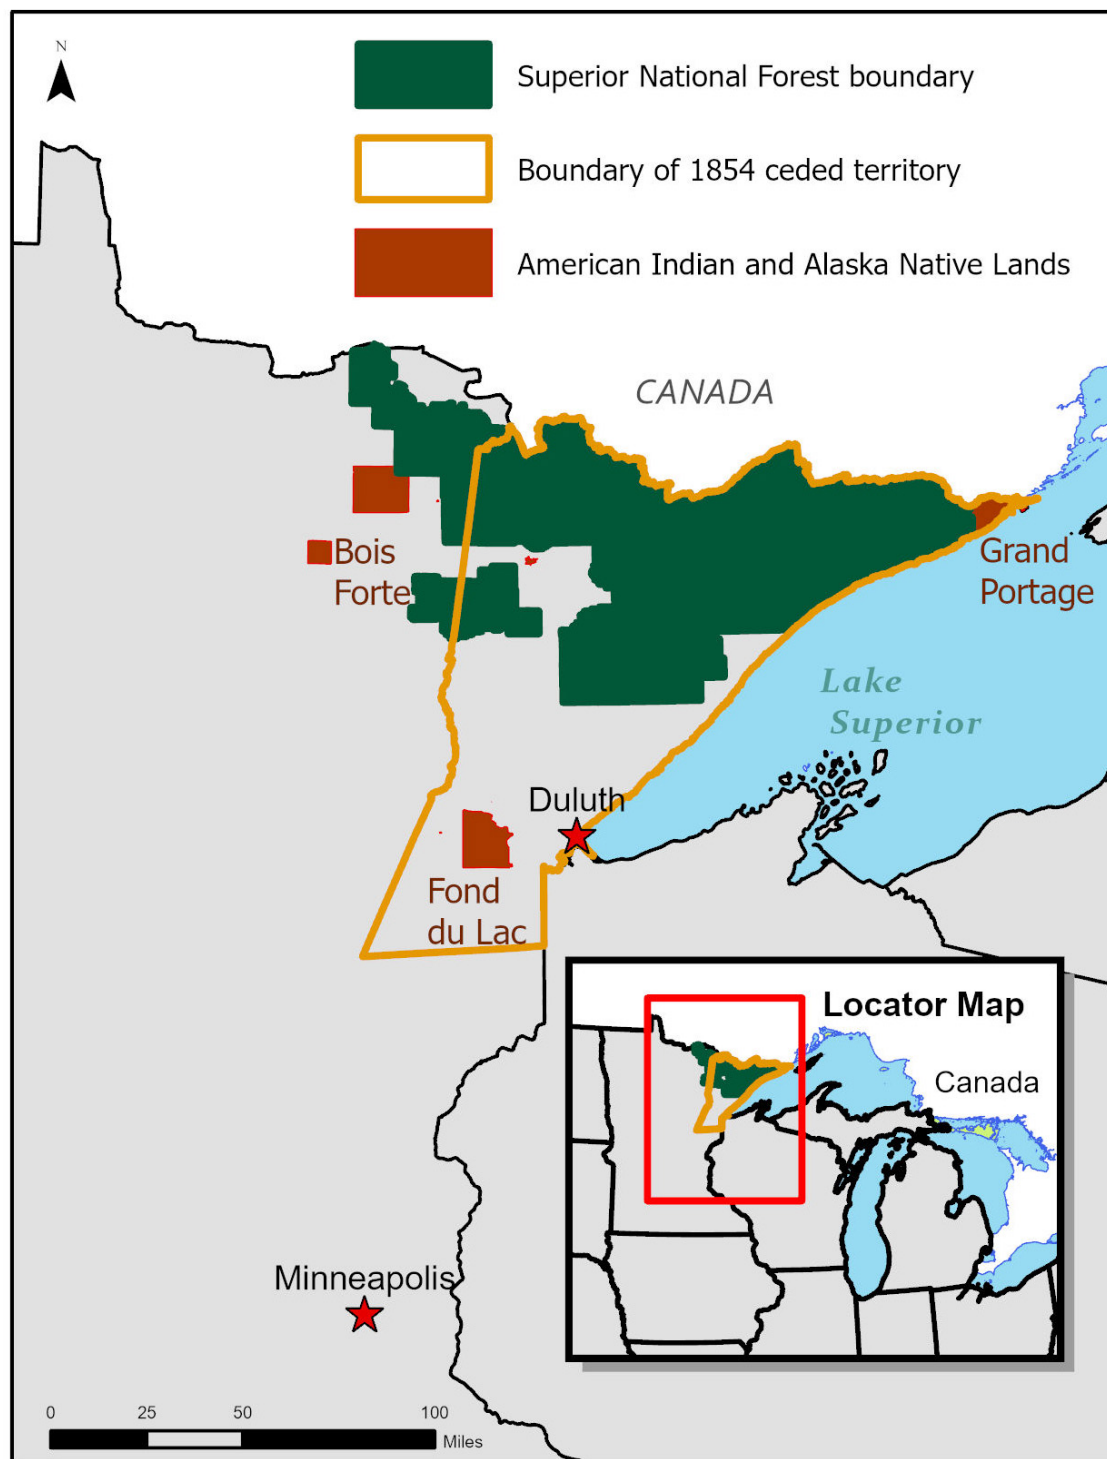 N
Superior National Forest boundary
Boundary of 1854 ceded territory
American Indian and Alaska Native Lands
CANADA
Grand
Portage
Bois
Forte
Lake
Superior
Duluth
Fond
du Lac
Locator Map
Canada
Minneapolis
0 25 50 100
Miles